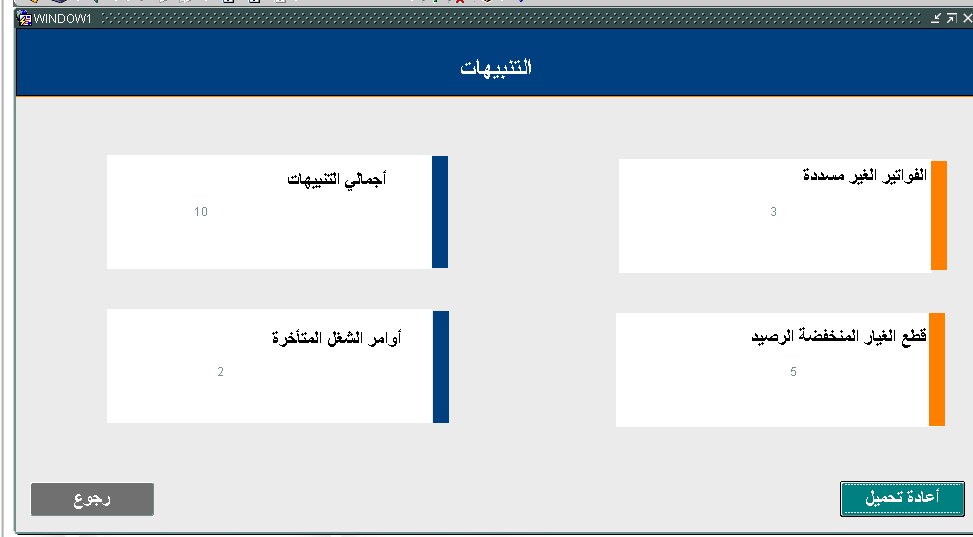 WINDOW1
التنبيهات
الفواتير الغير مسددة
3
أجمالي التنبيهات
10
قطع الغيار المنخفضة الرصيد
5
أوامر الشغل المتأخرة
2
أعادة تحميل
رجوع